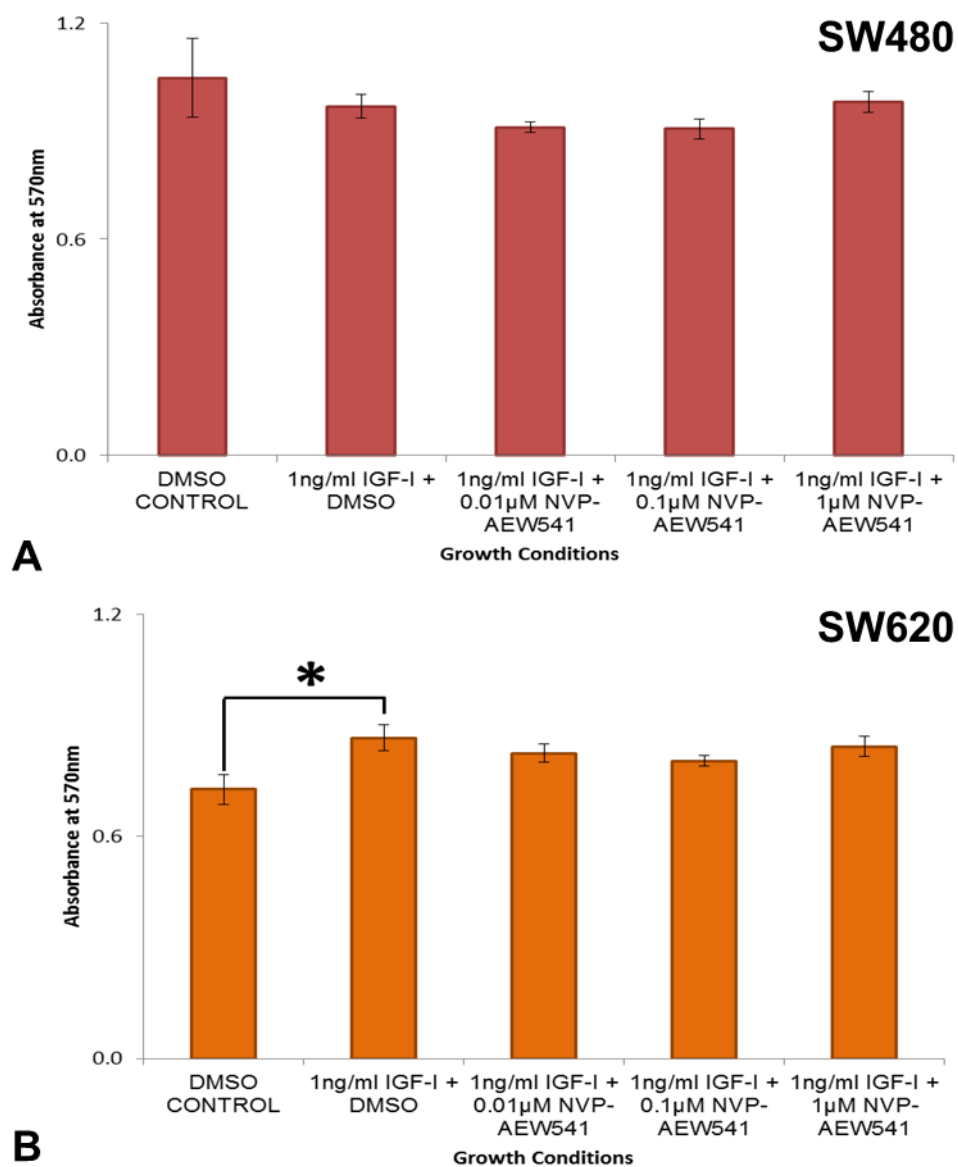 SW480
1.2
0.6
0.0
Absorbance at 570nm
DMSO
CONTROL
1ng/ml IGF-I +
DMSO
1ng/ml IGF-I +
0.01µM NVP-
AEW541
1ng/ml IGF-I +
0.1µM NVP-
AEW541
1ng/ml IGF-I +
1µM NVP-
AEW541
Growth Conditions
A
SW620
1.2
*
0.6
0.0
Absorbance at 570nm
DMSO
CONTROL
1ng/ml IGF-I +
DMSO
1ng/ml IGF-I +
0.01µM NVP-
AEW541
1ng/ml IGF-I +
0.1µM NVP-
AEW541
1ng/ml IGF-I +
1µM NVP-
AEW541
Growth Conditions
B